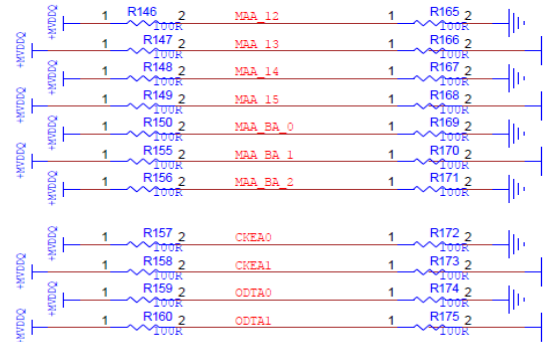 +MVDDQ 1 R146 2 100R MAA_12 1 R165 2 100R
+MVDDQ 1 R147 2 100R MAA_13 1 R166 2 100R
+MVDDQ 1 R148 2 100R MAA_14 1 R167 2 100R
+MVDDQ 1 R149 2 100R MAA_15 1 R168 2 100R
+MVDDQ 1 R150 2 100R MAA_BA_0 1 R169 2 100R
+MVDDQ 1 R155 2 100R MAA_BA_1 1 R170 2 100R
+MVDDQ 1 R156 2 100R MAA_BA_2 1 R171 2 100R
+MVDDQ 1 R157 2 100R CKEA0 1 R172 2 100R
+MVDDQ 1 R158 2 100R CKEA1 1 R173 2 100R
+MVDDQ 1 R159 2 100R ODTA0 1 R174 2 100R
+MVDDQ 1 R160 2 100R ODTA1 1 R175 2 100R